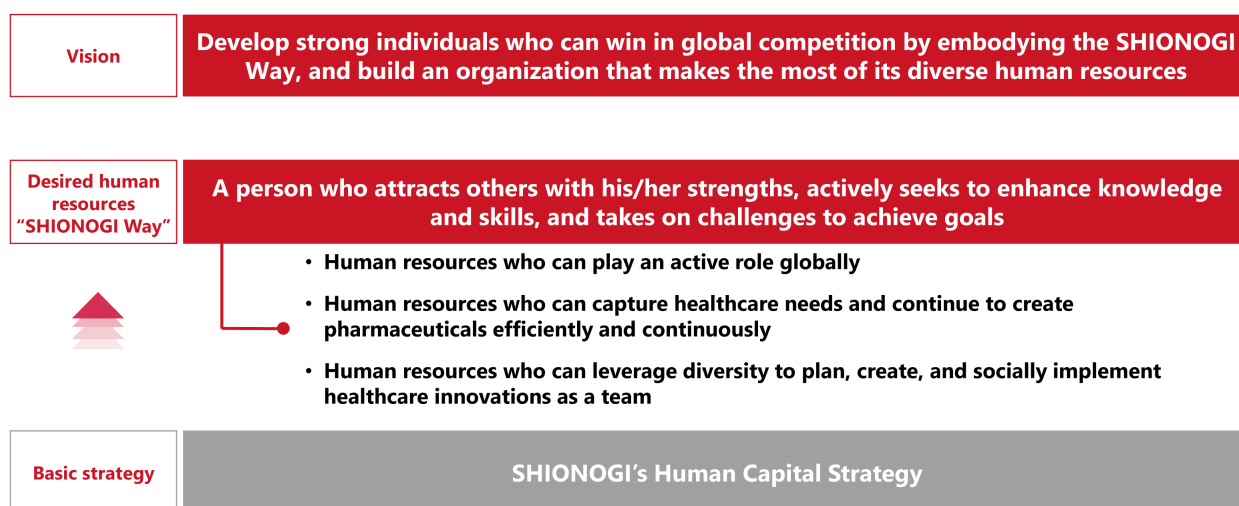 Vision
Develop strong individuals who can win in global competition by embodying the SHIONOGI
Way, and build an organization that makes the most of its diverse human resources
Desired human
resources
“SHIONOGI Way”
A person who attracts others with his/her strengths, actively seeks to enhance knowledge
and skills, and takes on challenges to achieve goals
• Human resources who can play an active role globally
• Human resources who can capture healthcare needs and continue to create
pharmaceuticals efficiently and continuously
• Human resources who can leverage diversity to plan, create, and socially implement
healthcare innovations as a team
Basic strategy
SHIONOGI’s Human Capital Strategy